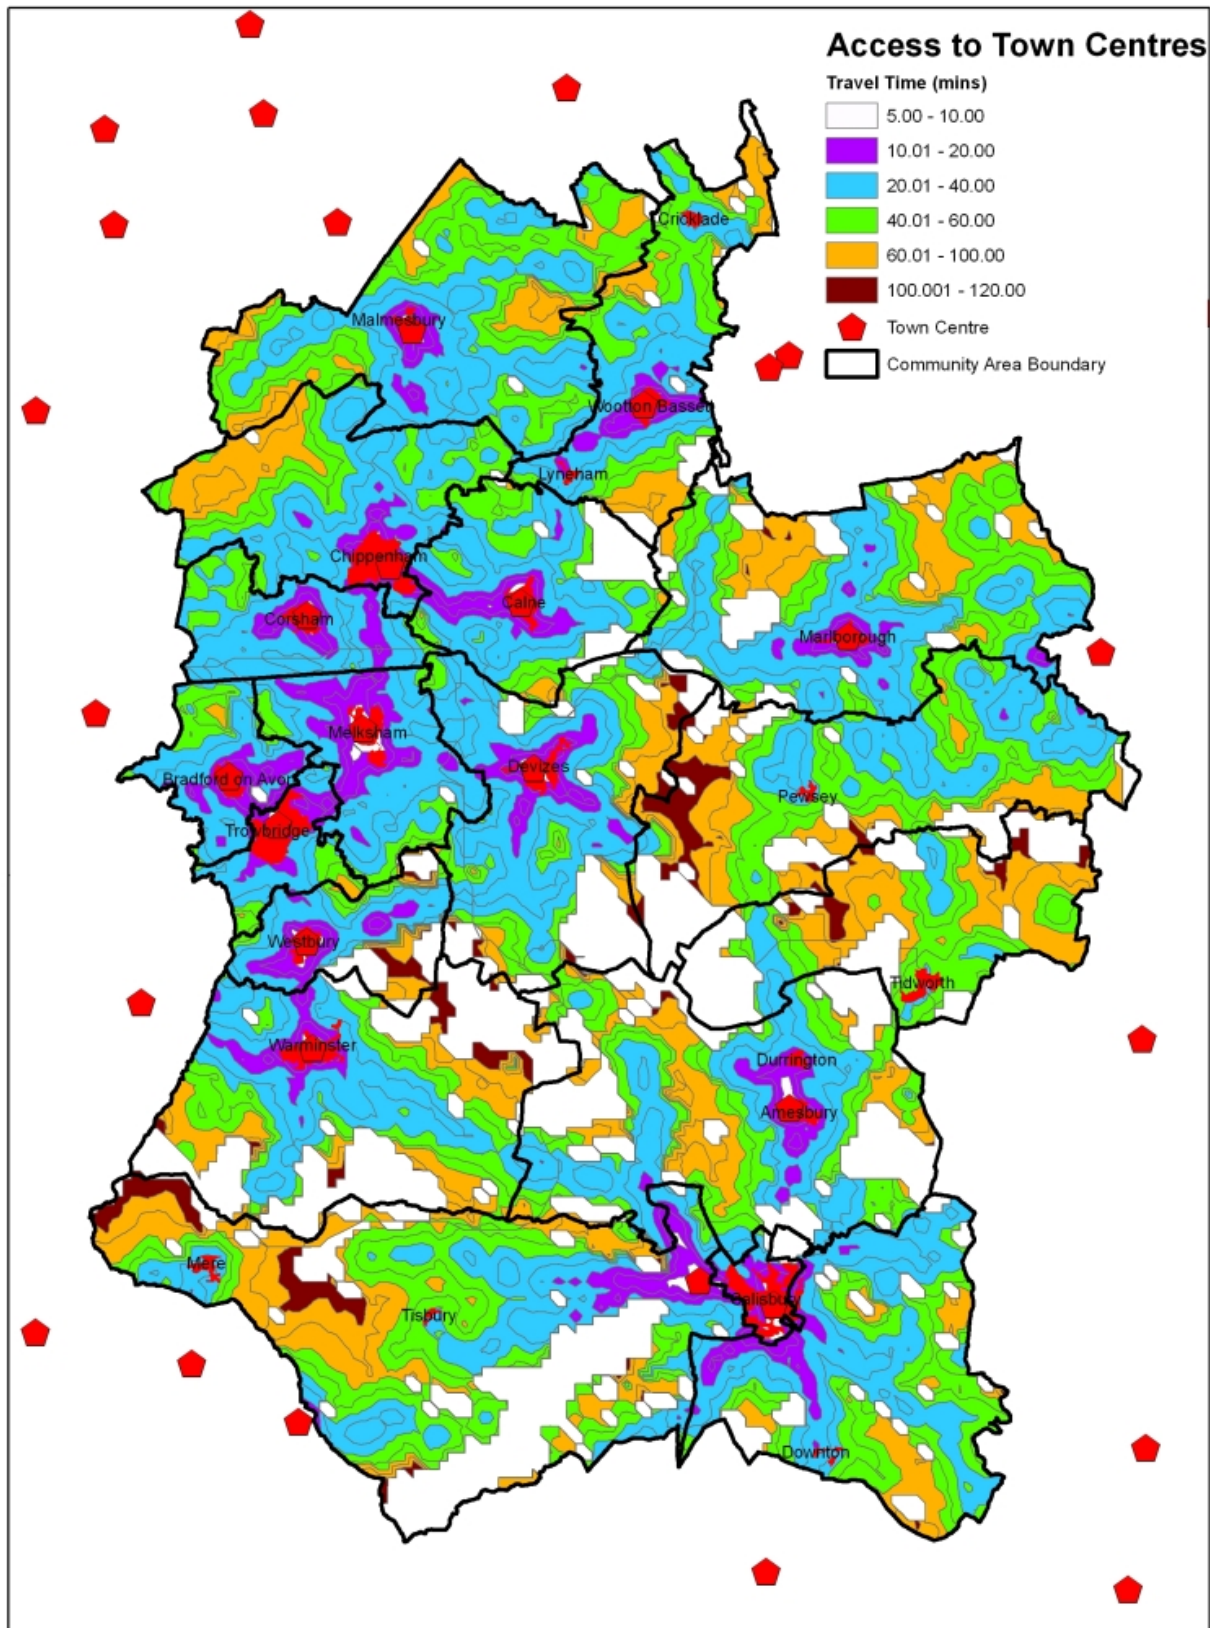 Access to Town Centres
Travel Time (mins)
5.00 - 10.00
10.01 - 20.00
20.01 - 40.00
40.01 - 60.00
60.01 - 100.00
100.001 - 120.00
Town Centre
Community Area Boundary
Cricklade
Malmesbury
Wootton Bassett
Lyneham
Chippenham
Calne
Corsham
Marlborough
Melksham
Devizes
Bradford on Avon
Pewsey
Trowbridge
Westbury
Tidworth
Warminster
Durrington
Amesbury
Mere
Salisbury
Tisbury
Downton